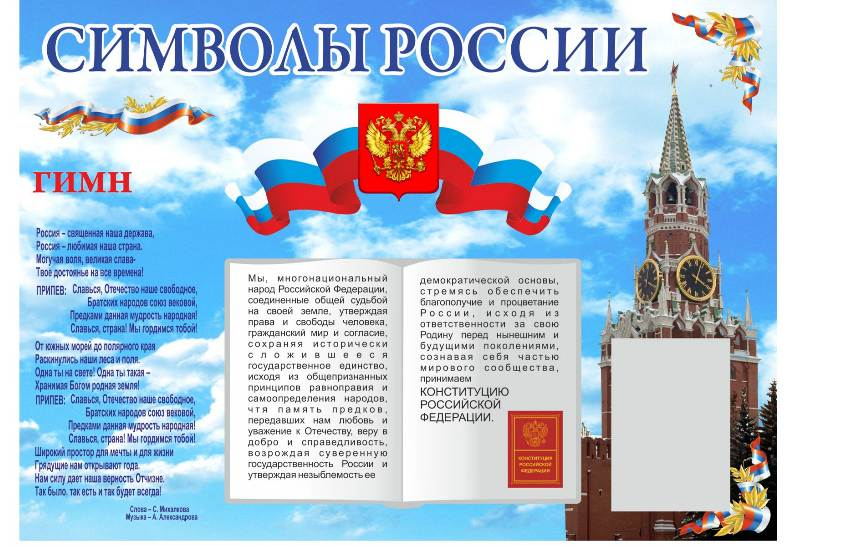 СИМВОЛЫ РОССИИ
ГИМН
Россия – священная наша держава,
Россия – любимая наша страна.
Могучая воля, великая слава-
Твоё достоянье на все времена!
ПРИПЕВ: Славься, Отечество наше свободное,
Братских народов союз вековой,
Предками данная мудрость народная!
Славься, страна! Мы гордимся тобой!
От южных морей до полярного края
Раскинулись наши леса и поля.
Одна ты на свете! Одна ты такая –
Хранимая Богом родная земля!
ПРИПЕВ: Славься, Отечество наше свободное,
Братских народов союз вековой,
Предками данная мудрость народная!
Славься, страна! Мы гордимся тобой!
Широкий простор для мечты и для жизни
Грядущие нам открывают года.
Нам силу дает наша верность Отчизне.
Так было, так есть и так будет всегда!
Слова – С. Михалкова
Музыка – А. Александрова
Мы, многонациональный
народ Российской Федерации,
соединенные общей судьбой
на своей земле, утверждая
права и свободы человека,
гражданский мир и согласие,
сохраняя исторически
сложившееся
государственное единство,
исходя из общепризнанных
принципов равноправия и
самоопределения народов,
чтя память предков,
передавших нам любовь и
уважение к Отечеству, веру в
добро и справедливость,
возрождая суверенную
государственность России и
утверждая незыблемость ее
демократической основы,
стремясь обеспечить
благополучие и процветание
России, исходя из
ответственности за свою
Родину перед нынешним и
будущими поколениями,
сознавая себя частью
мирового сообщества,
принимаем
КОНСТИТУЦИЮ
РОССИЙСКОЙ
ФЕДЕРАЦИИ.
КОНСТИТУЦИЯ
РОССИЙСКОЙ
ФЕДЕРАЦИИ